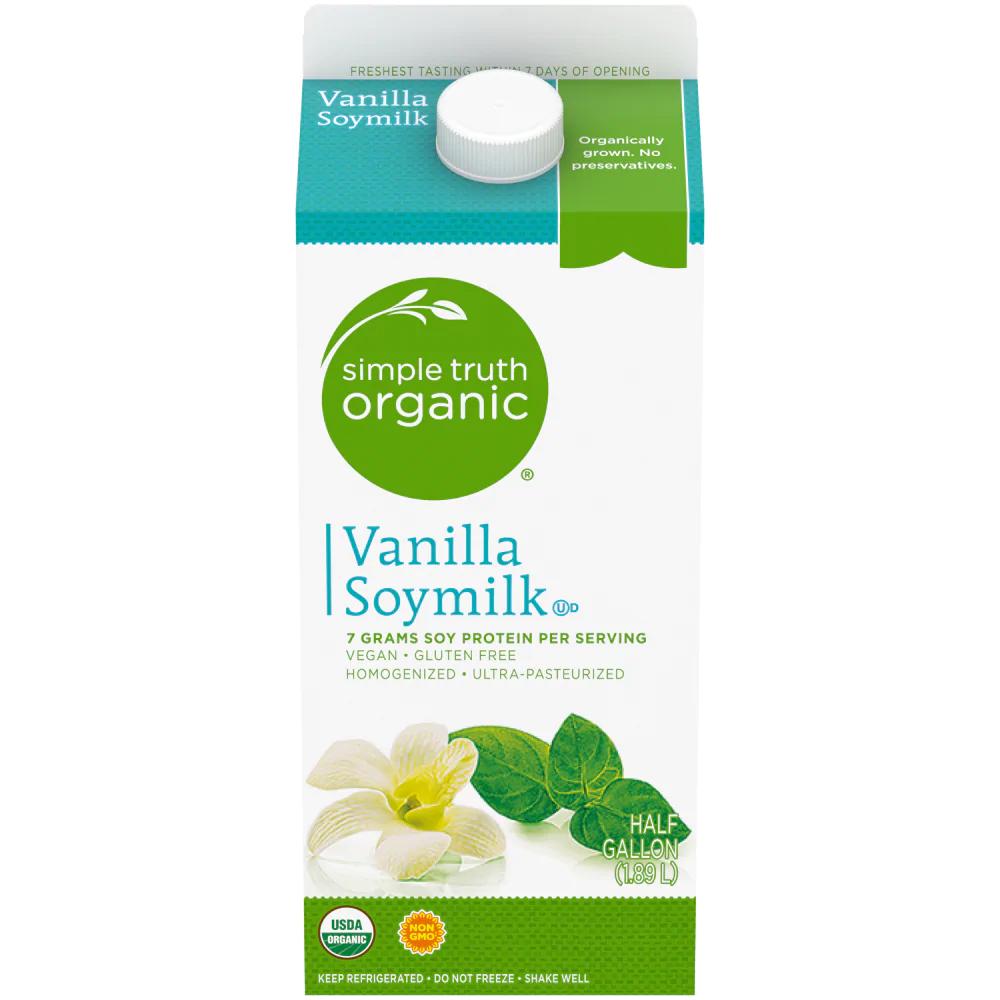 FRESHEST TASTING WITHIN 7 DAYS OF OPENING
Vanilla
Soymilk
Organically
grown. No
preservatives.
simple truth
organic
®
Vanilla
Soymilk ⓊD
7 GRAMS SOY PROTEIN PER SERVING
VEGAN • GLUTEN FREE
HOMOGENIZED • ULTRA-PASTEURIZED
HALF
GALLON
(1.89 L)
USDA
ORGANIC
NON
GMO
KEEP REFRIGERATED • DO NOT FREEZE • SHAKE WELL